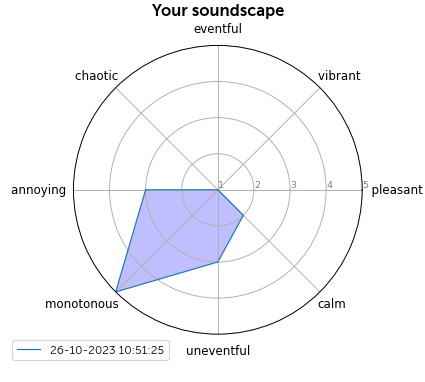 Your soundscape
eventful
chaotic
vibrant
annoying
1 2 3 4 5
pleasant
monotonous
calm
uneventful
26-10-2023 10:51:25